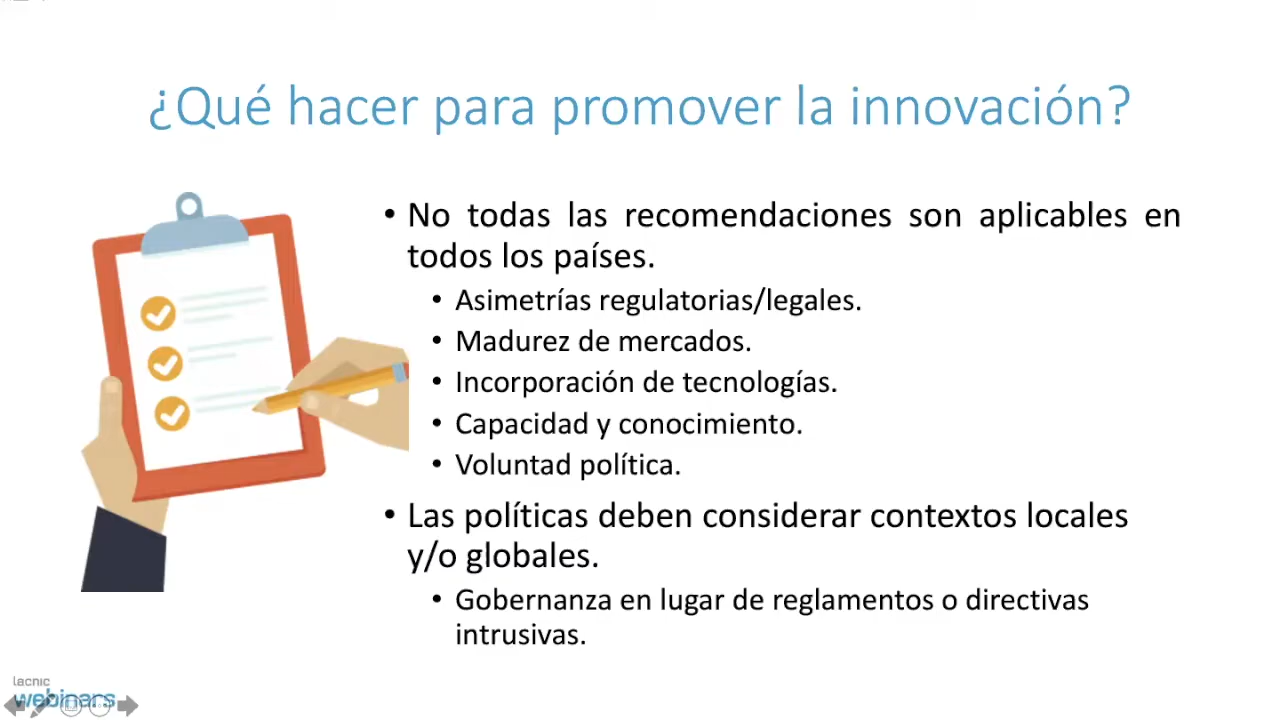 ¿Qué hacer para promover la innovación?
• No todas las recomendaciones son aplicables en
todos los países.
• Asimetrías regulatorias/legales.
• Madurez de mercados.
• Incorporación de tecnologías.
• Capacidad y conocimiento.
• Voluntad política.
• Las políticas deben considerar contextos locales
y/o globales.
• Gobernanza en lugar de reglamentos o directivas
intrusivas.
lacnic
webinars